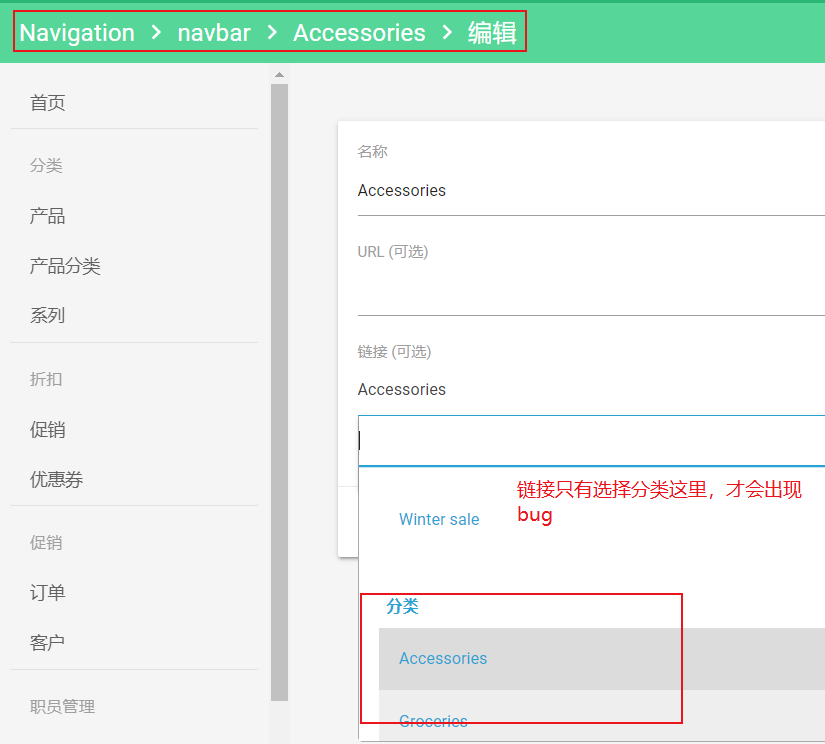 Navigation > navbar > Accessories > 编辑
首页
分类
产品
产品分类
系列
折扣
促销
优惠券
促销
订单
客户
职员管理
名称
Accessories
URL (可选)
链接 (可选)
Accessories
链接只有选择分类这里，才会出现
bug
Winter sale
分类
Accessories
Groceries